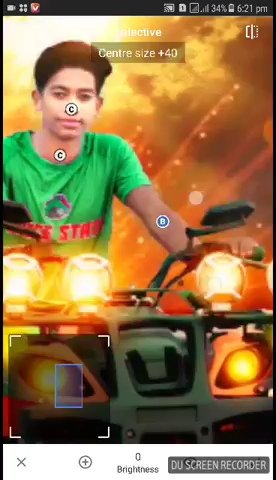 34% 6:21 pm
Selective
Centre size +40
C
C
B
0
Brightness
DU SCREEN RECORDER